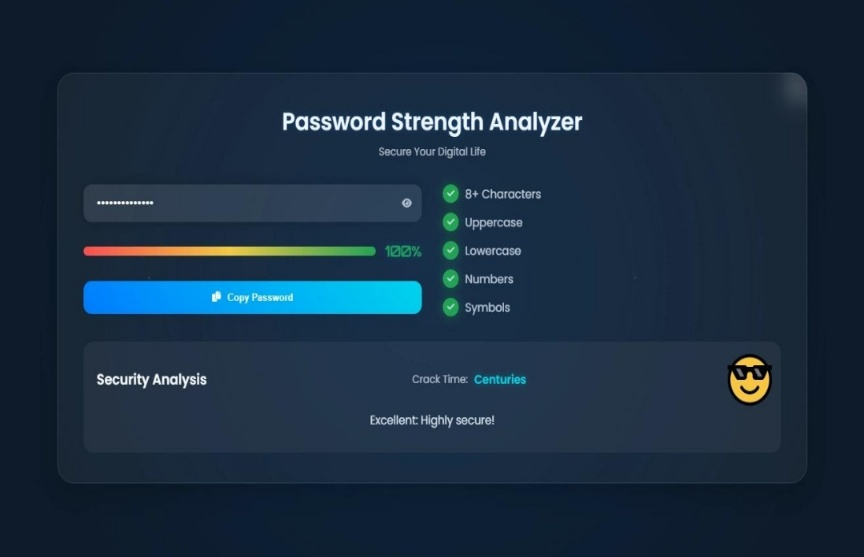 Password Strength Analyzer
Secure Your Digital Life
••••••••••••••
100%
Copy Password
8+ Characters
Uppercase
Lowercase
Numbers
Symbols
Security Analysis
Crack Time: Centuries
Excellent: Highly secure!